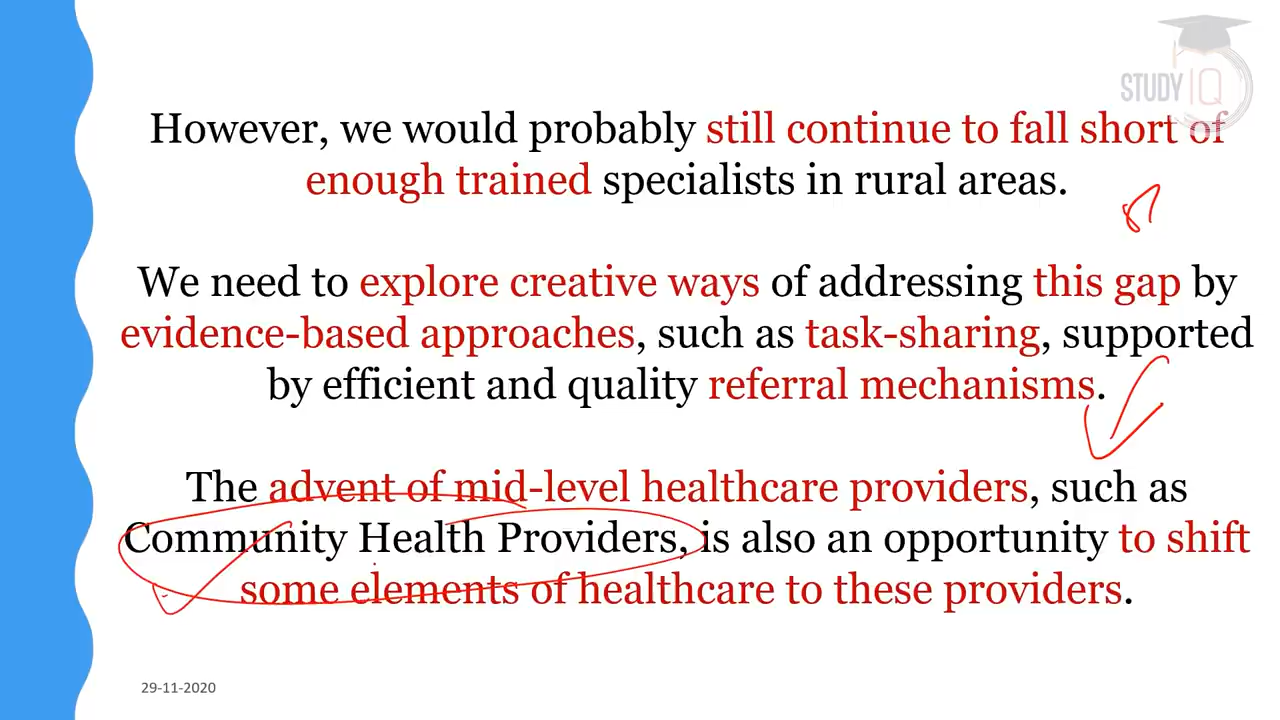 STUDY IQ
However, we would probably still continue to fall short of
enough trained specialists in rural areas.
We need to explore creative ways of addressing this gap by
evidence-based approaches, such as task-sharing, supported
by efficient and quality referral mechanisms.
The advent of mid-level healthcare providers, such as
Community Health Providers, is also an opportunity to shift
some elements of healthcare to these providers.
29-11-2020